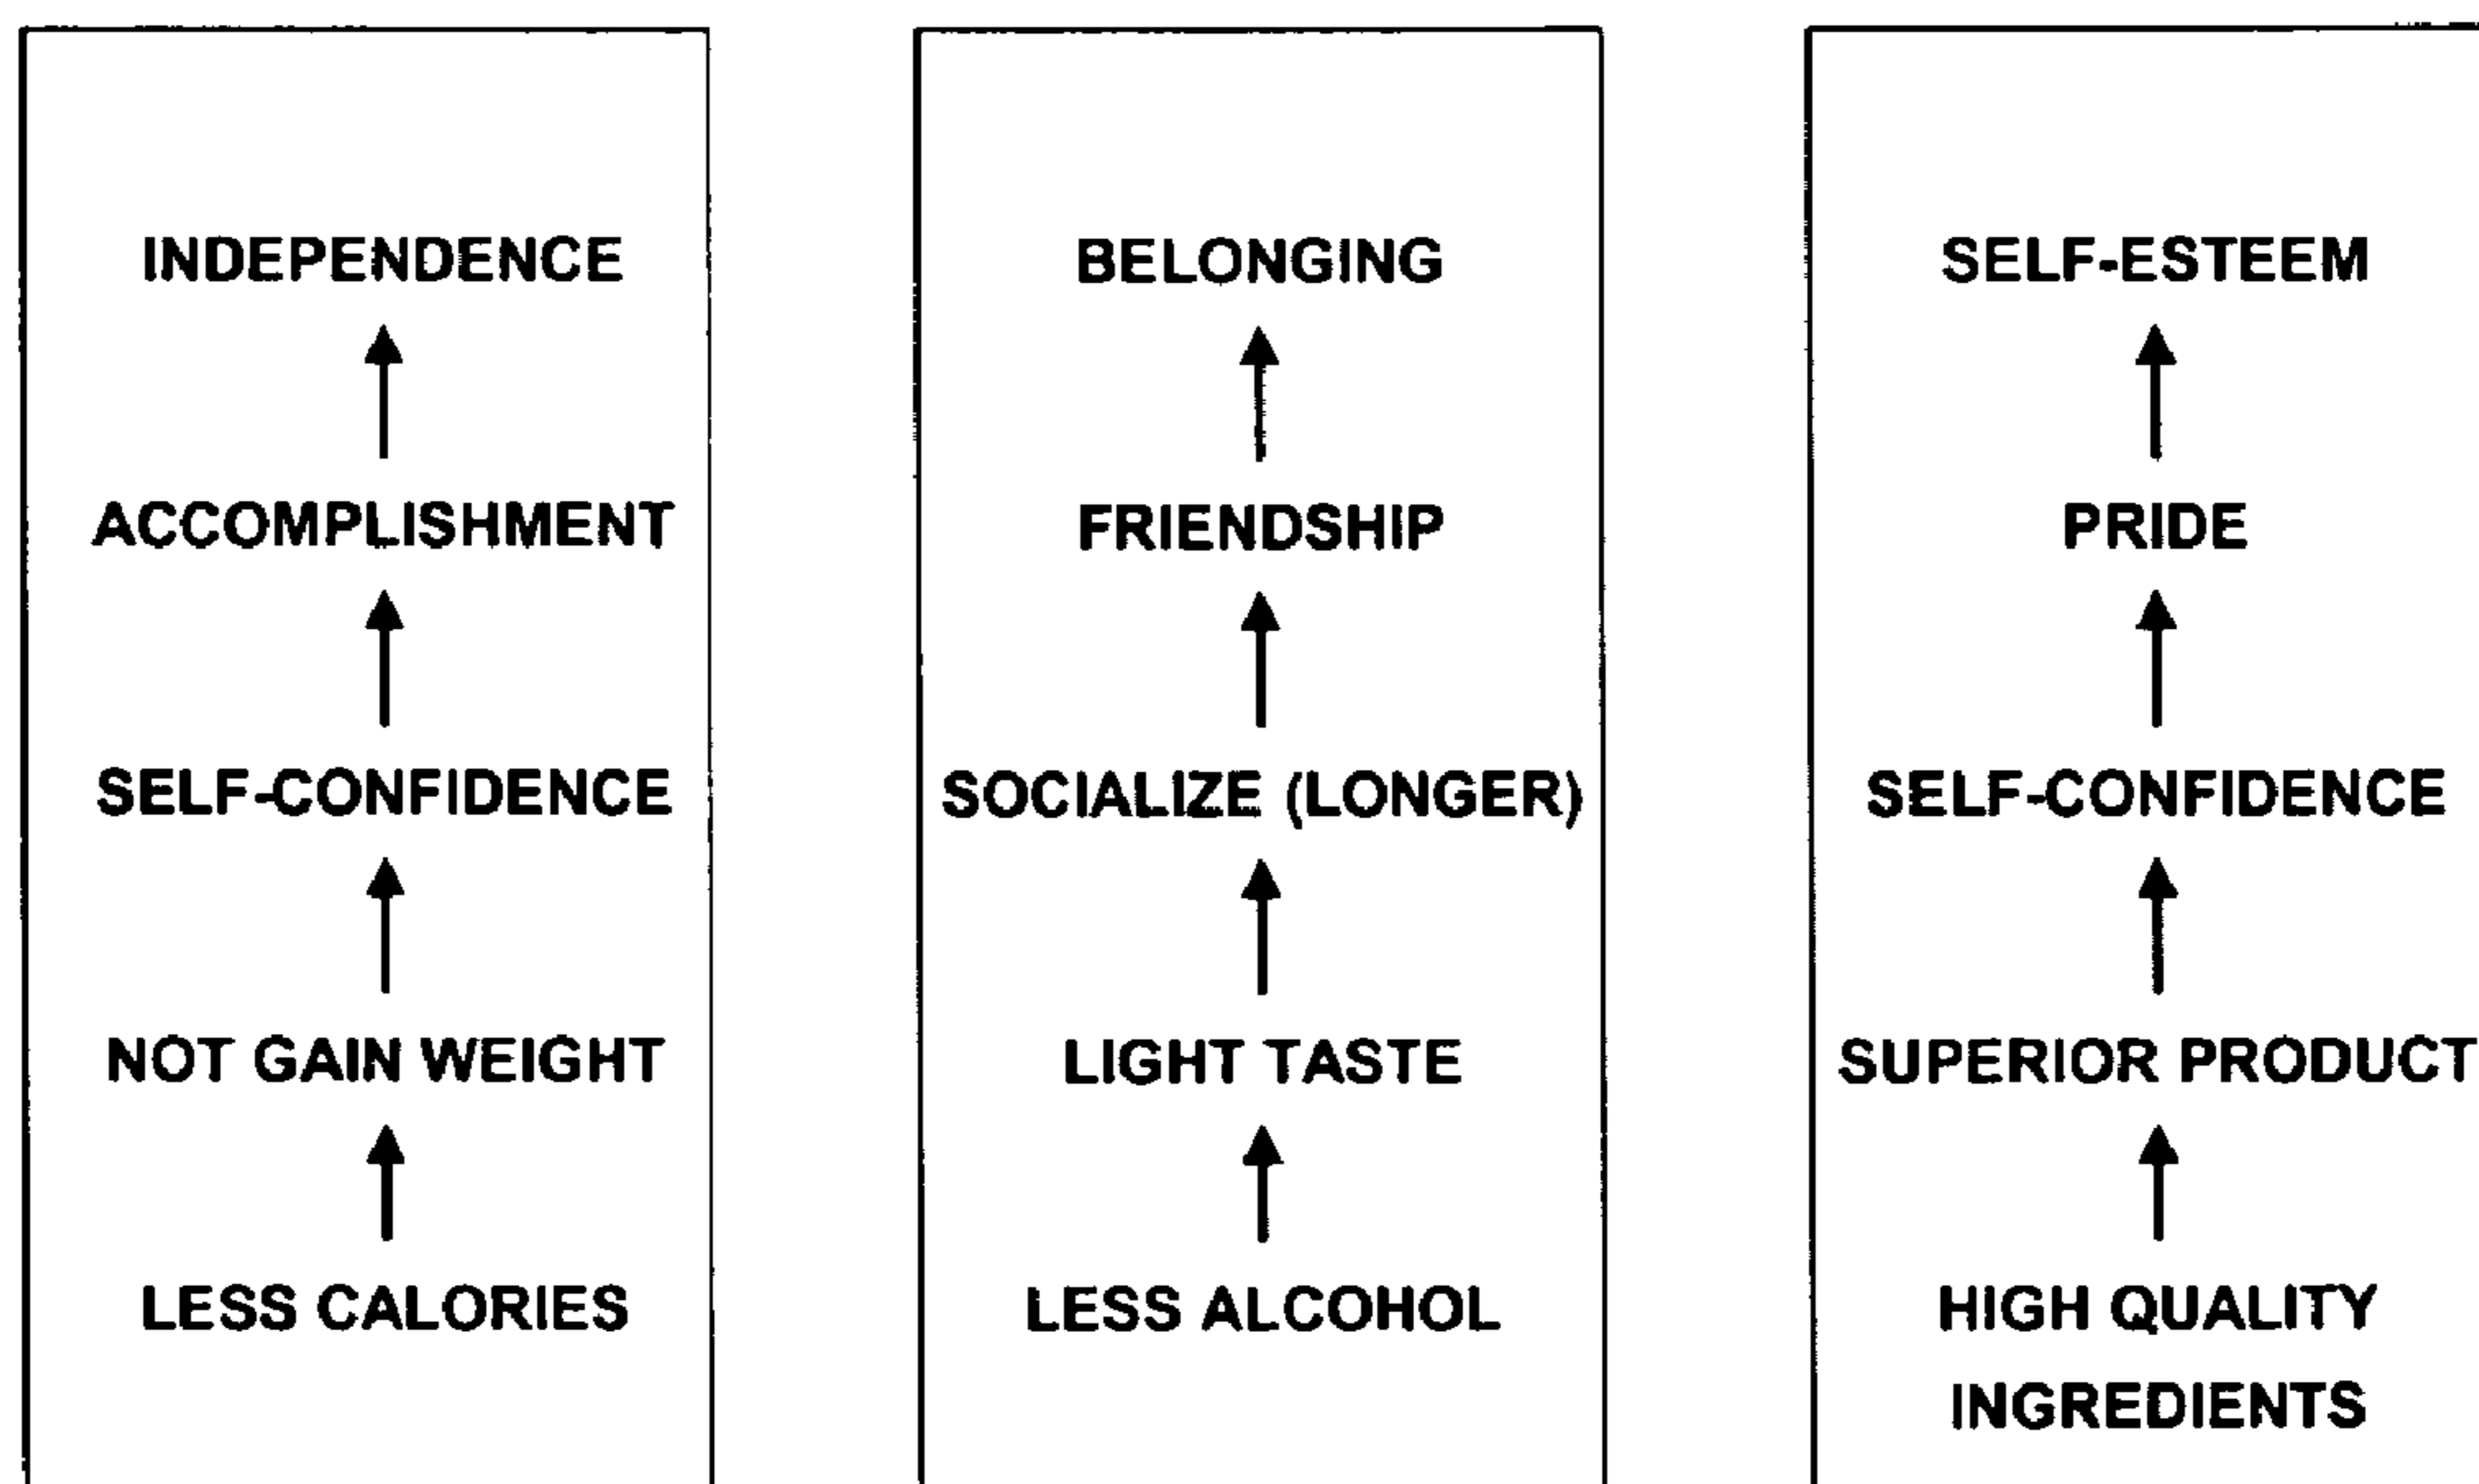 INDEPENDENCE
ACCOMPLISHMENT
SELF-CONFIDENCE
NOT GAIN WEIGHT
LESS CALORIES
BELONGING
FRIENDSHIP
SOCIALIZE (LONGER)
LIGHT TASTE
LESS ALCOHOL
SELF-ESTEEM
PRIDE
SELF-CONFIDENCE
SUPERIOR PRODUCT
HIGH QUALITY
INGREDIENTS